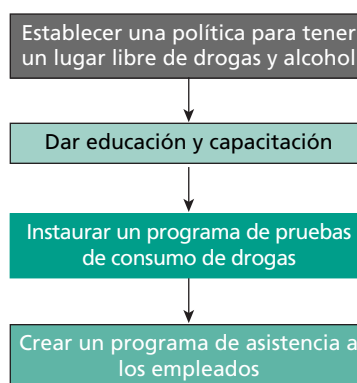 Establecer una política para tener
un lugar libre de drogas y alcohol
Dar educación y capacitación
Instaurar un programa de pruebas
de consumo de drogas
Crear un programa de asistencia a
los empleados